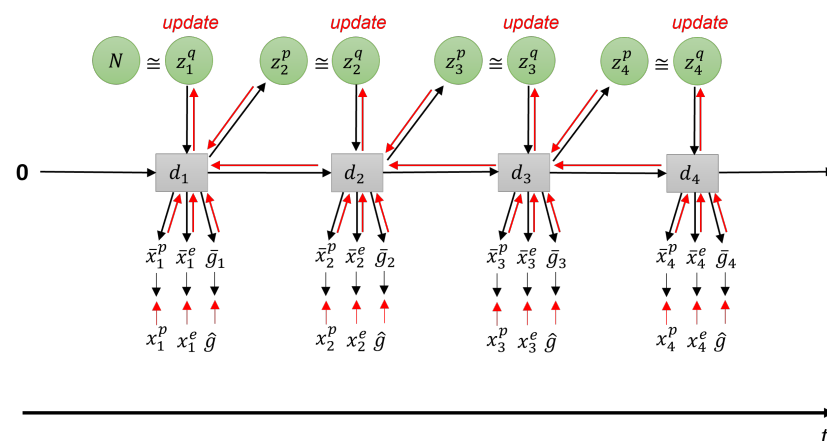 update update update update
N ≅ z_1^q z_2^p ≅ z_2^q z_3^p ≅ z_3^q z_4^p ≅ z_4^q
0 d_1 d_2 d_3 d_4
x̄_1^p x̄_1^e ḡ_1 x̄_2^p x̄_2^e ḡ_2 x̄_3^p x̄_3^e ḡ_3 x̄_4^p x̄_4^e ḡ_4
x_1^p x_1^e ĝ x_2^p x_2^e ĝ x_3^p x_3^e ĝ x_4^p x_4^e ĝ